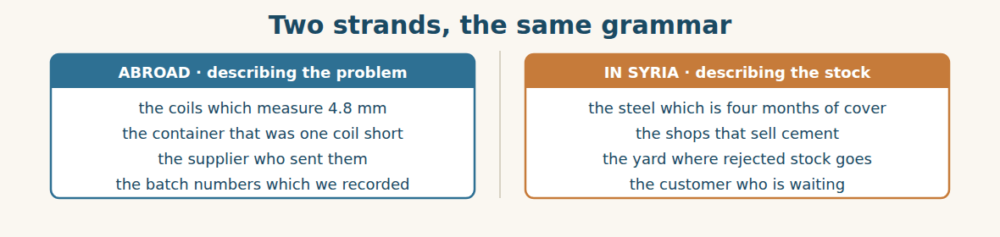 Two strands, the same grammar
ABROAD · describing the problem
the coils which measure 4.8 mm
the container that was one coil short
the supplier who sent them
the batch numbers which we recorded
IN SYRIA · describing the stock
the steel which is four months of cover
the shops that sell cement
the yard where rejected stock goes
the customer who is waiting